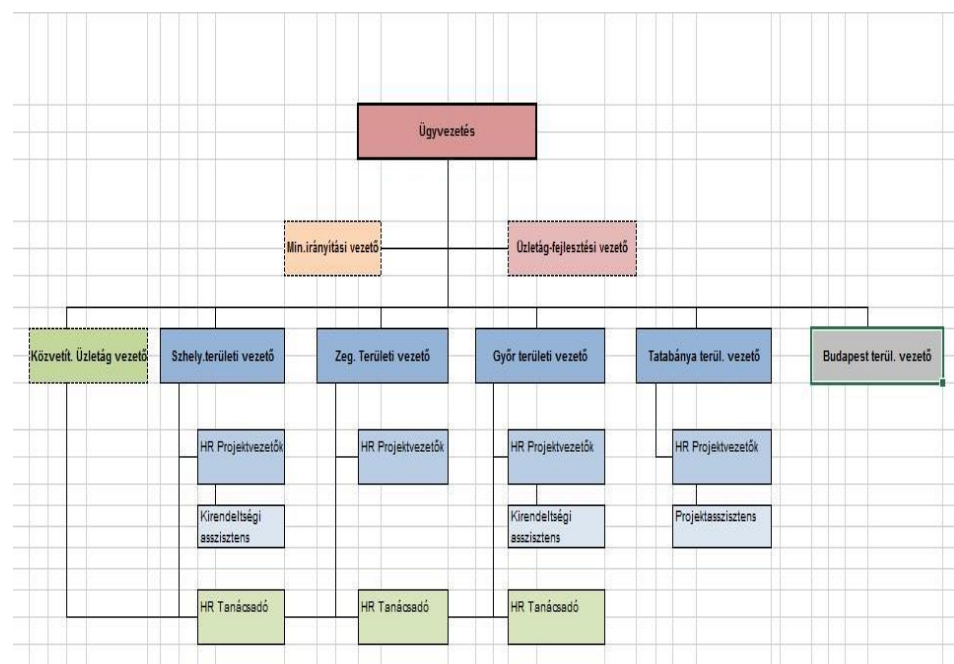 Ügyvezetés
Min.irányítási vezető
Üzletág-fejlesztési vezető
Közvetít. Üzletág vezető
Szhely.területi vezető
Zeg. Területi vezető
Győr területi vezető
Tatabánya terül. vezető
Budapest terül. vezető
HR Projektvezetők
HR Projektvezetők
HR Projektvezetők
HR Projektvezetők
Kirendeltségi
asszisztens
Kirendeltségi
asszisztens
Projektasszisztens
HR Tanácsadó
HR Tanácsadó
HR Tanácsadó